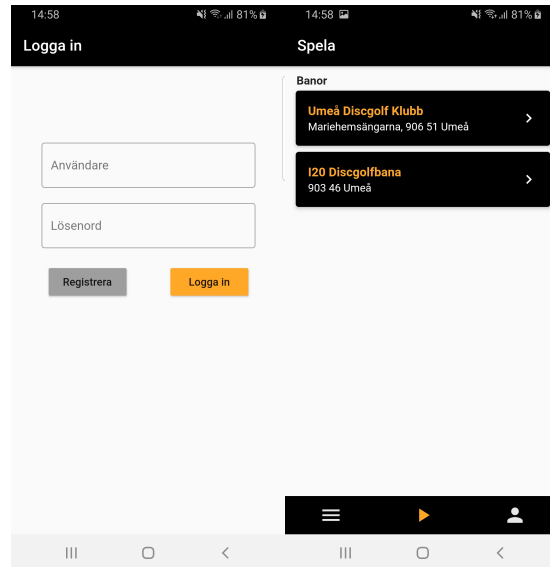 14:58
81%
Logga in
Användare
Lösenord
Registrera
Logga in
14:58
81%
Spela
Banor
Umeå Discgolf Klubb
Mariehemsängarna, 906 51 Umeå
I20 Discgolfbana
903 46 Umeå